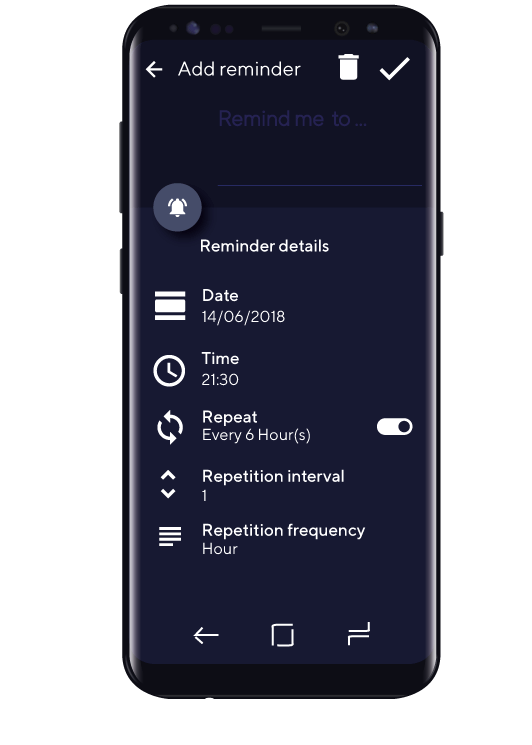 Add reminder
Remind me to ...
Reminder details
Date
14/06/2018
Time
21:30
Repeat
Every 6 Hour(s)
Repetition interval
1
Repetition frequency
Hour